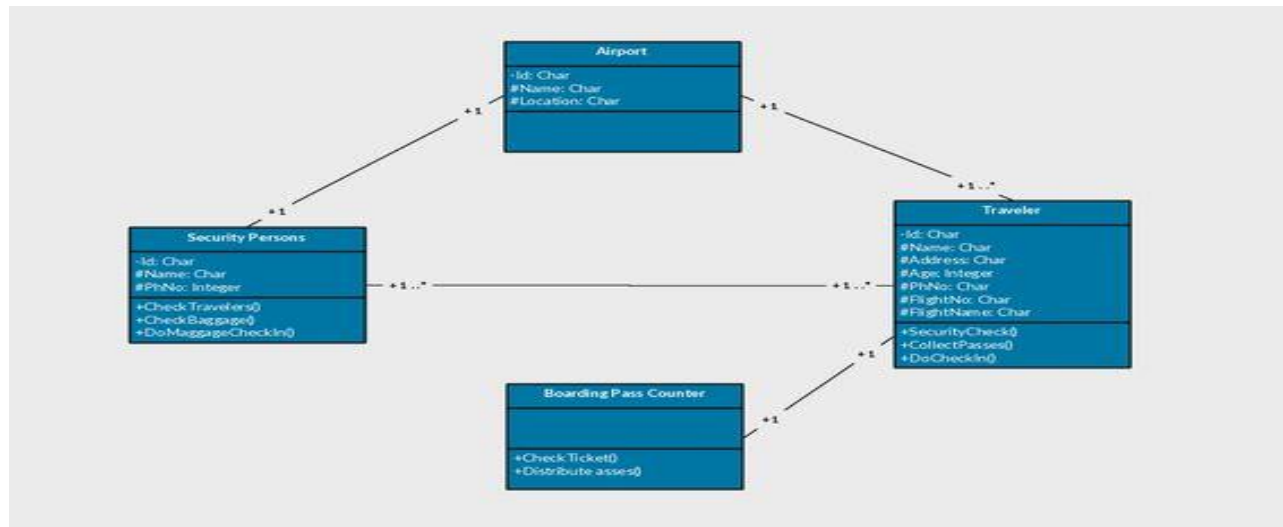 Airport
-Id: Char
#Name: Char
#Location: Char
+1
+1
+1
+1..*
Security Persons
-Id: Char
#Name: Char
#PhNo: Integer
+CheckTravelers()
+CheckBaggage()
+DoMaggageCheckIn()
+1..*
+1..*
Traveler
-Id: Char
#Name: Char
#Address: Char
#Age: Integer
#PhNo: Char
#FlightNo: Char
#FlightName: Char
+SecurityCheck()
+CollectPasses()
+DoCheckIn()
+1
+1
Boarding Pass Counter
+CheckTicket()
+Distribute asses()